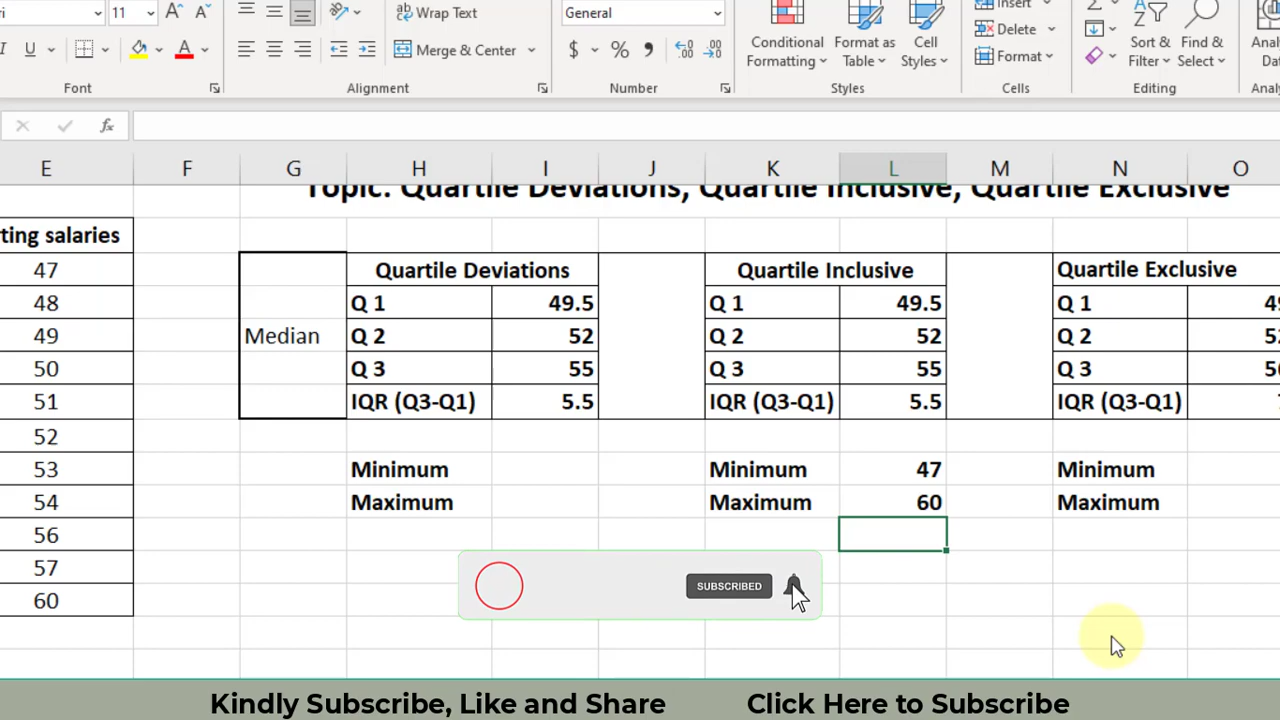 11
Wrap Text
General
Insert
Merge & Center
$ % 9
Conditional
Formatting
Format as
Table
Cell
Styles
Delete
Format
Sort &
Filter
Find &
Select
Font
Alignment
Number
Styles
Cells
Editing
fx
E F G H I J K L M N O
Topic: Quartile Deviations, Quartile Inclusive, Quartile Exclusive
ting salaries
47 Quartile Deviations Quartile Inclusive Quartile Exclusive
48 Q 1 49.5 Q 1 49.5 Q 1
49 Median Q 2 52 Q 2 52 Q 2
50 Q 3 55 Q 3 55 Q 3
51 IQR (Q3-Q1) 5.5 IQR (Q3-Q1) 5.5 IQR (Q3-Q1)
52
53 Minimum Minimum 47 Minimum
54 Maximum Maximum 60 Maximum
56
57
60
SUBSCRIBED
Kindly Subscribe, Like and Share Click Here to Subscribe